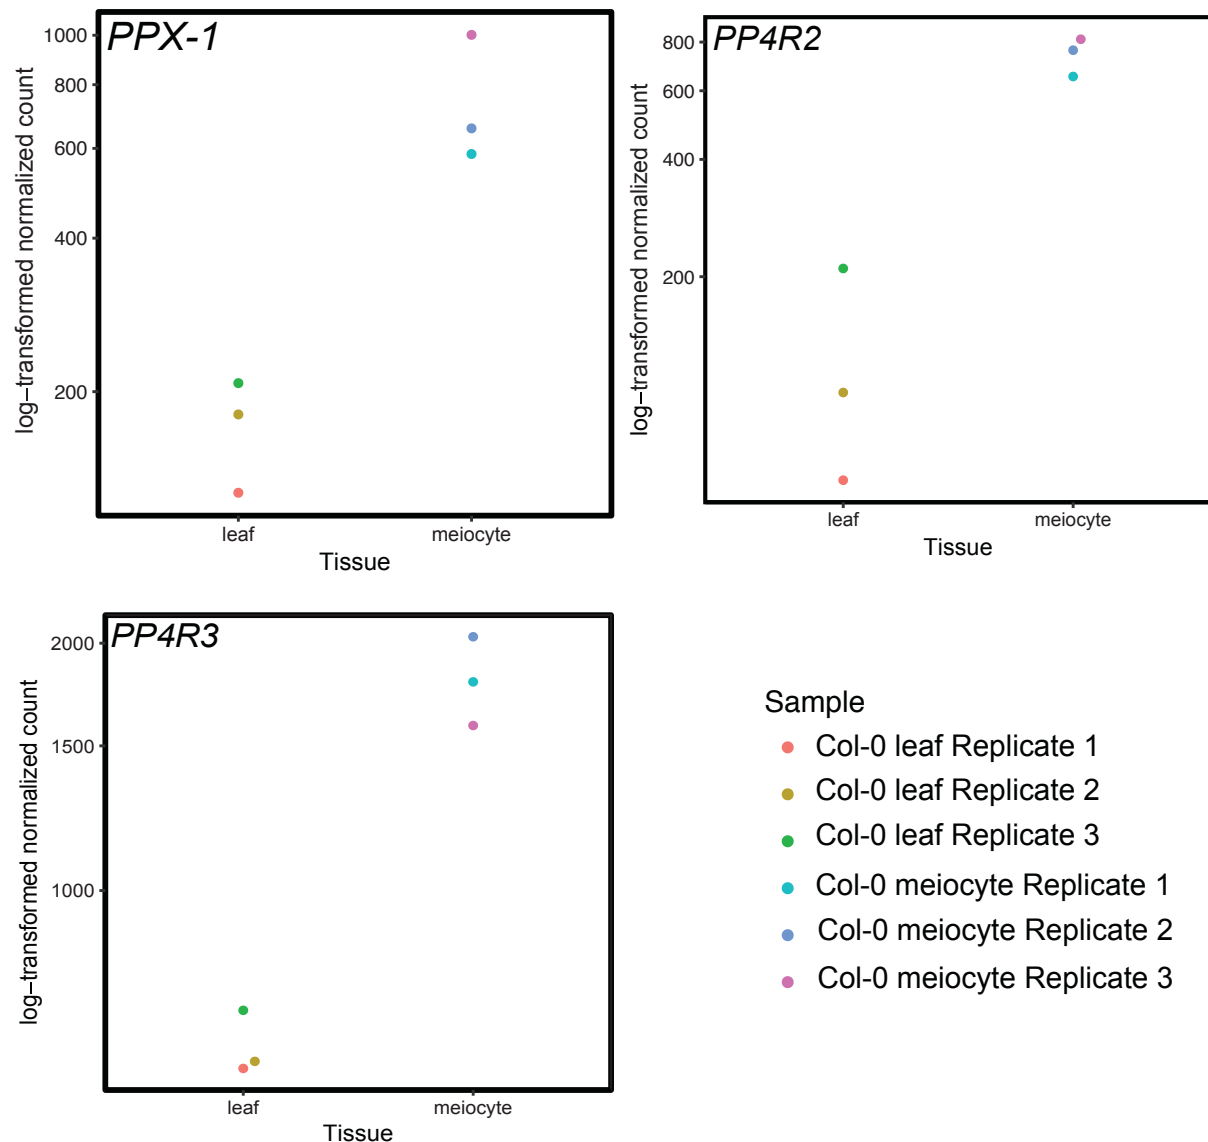 PPX-1
log−transformed normalized count
1000
800
600
400
200
leaf
meiocyte
Tissue
PP4R2
log−transformed normalized count
800
600
400
200
leaf
meiocyte
Tissue
PP4R3
log−transformed normalized count
2000
1500
1000
leaf
meiocyte
Tissue
Sample
Col-0 leaf Replicate 1
Col-0 leaf Replicate 2
Col-0 leaf Replicate 3
Col-0 meiocyte Replicate 1
Col-0 meiocyte Replicate 2
Col-0 meiocyte Replicate 3